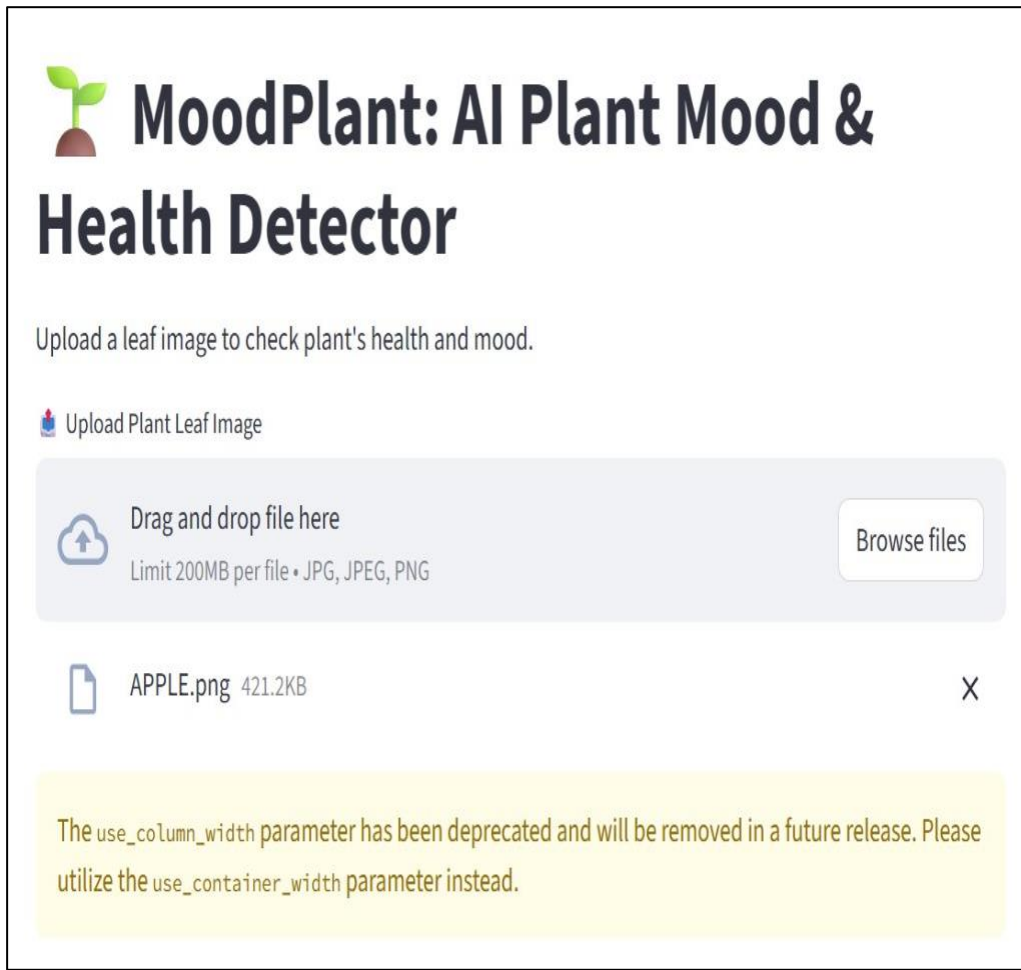 MoodPlant: AI Plant Mood &
Health Detector
Upload a leaf image to check plant's health and mood.
Upload Plant Leaf Image
Drag and drop file here
Limit 200MB per file • JPG, JPEG, PNG
Browse files
APPLE.png 421.2KB
X
The use_column_width parameter has been deprecated and will be removed in a future release. Please
utilize the use_container_width parameter instead.